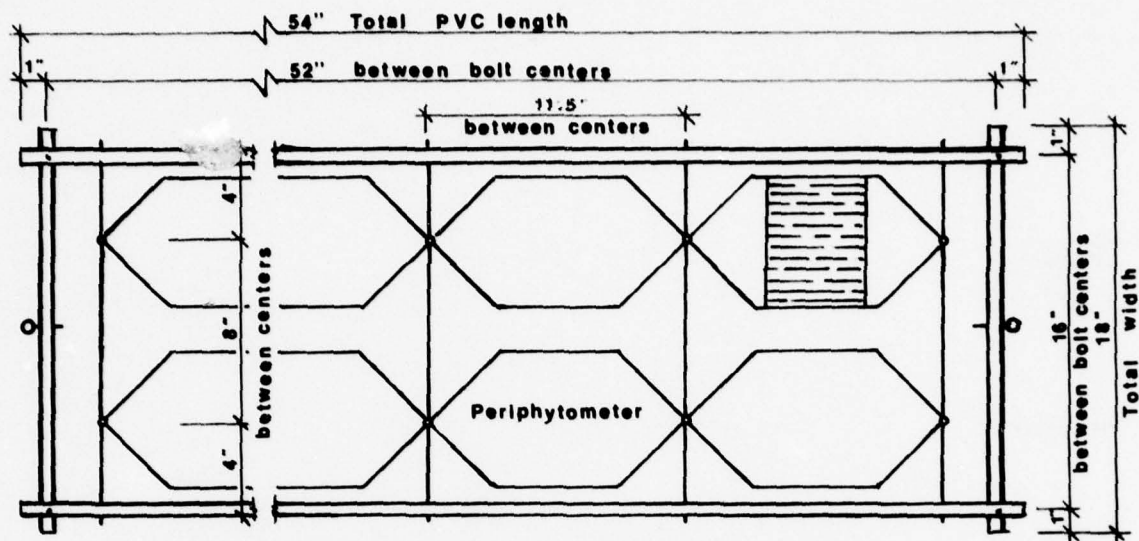 54" Total PVC length
1"
52" between bolt centers
1"
11.5"
between centers
1"
4"
8"
4"
between centers
Periphytometer
16"
between bolt centers
18"
Total width
1"